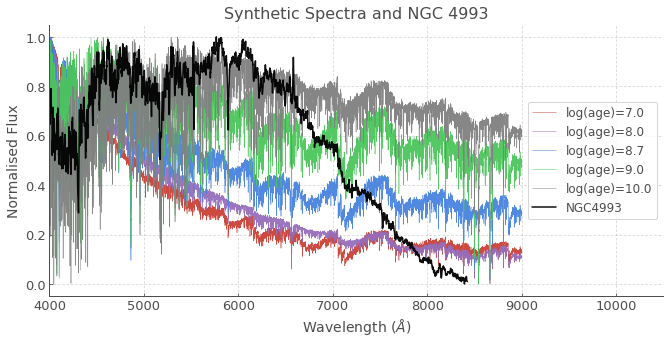 Synthetic Spectra and NGC 4993
Normalised Flux
1.0
0.8
0.6
0.4
0.2
0.0
log(age)=7.0
log(age)=8.0
log(age)=8.7
log(age)=9.0
log(age)=10.0
NGC4993
4000 5000 6000 7000 8000 9000 10000
Wavelength (Å)